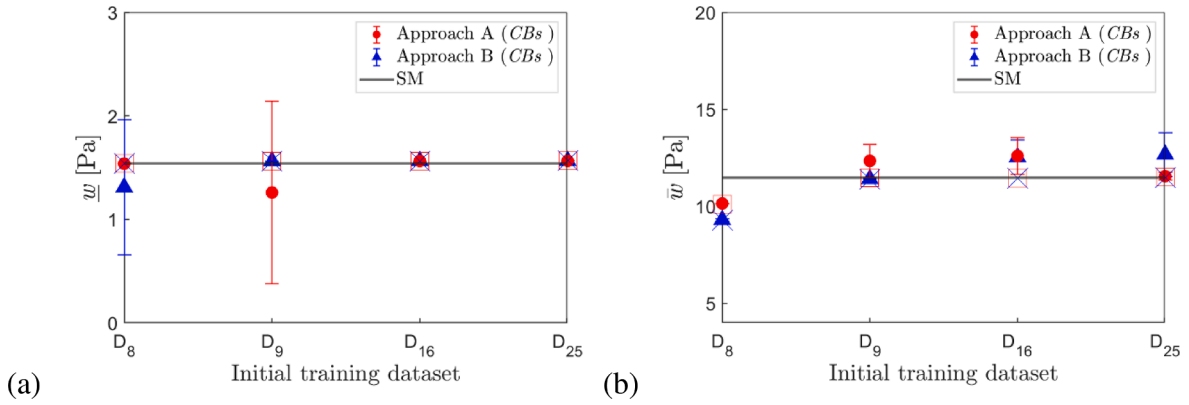 3
2
1
0
w [Pa]
Approach A (CBs )
Approach B (CBs )
SM
D8
D9
D16
D25
Initial training dataset
(a)
20
15
10
5
w̄ [Pa]
Approach A (CBs )
Approach B (CBs )
SM
D8
D9
D16
D25
Initial training dataset
(b)